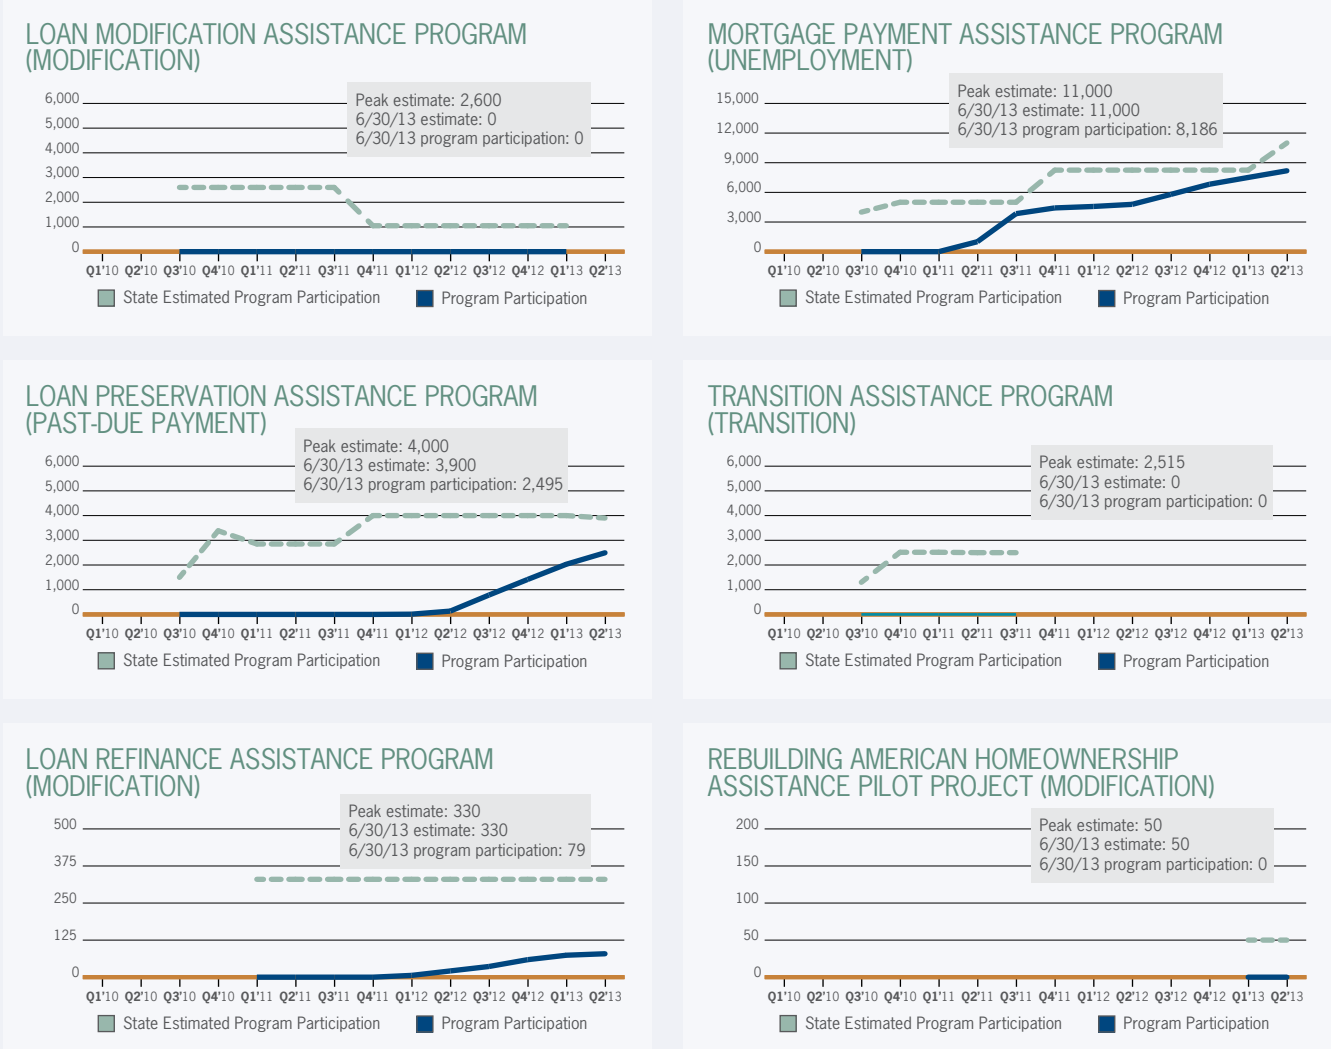 LOAN MODIFICATION ASSISTANCE PROGRAM
(MODIFICATION)
Peak estimate: 2,600
6/30/13 estimate: 0
6/30/13 program participation: 0
6,000
5,000
4,000
3,000
2,000
1,000
0
Q1'10 Q2'10 Q3'10 Q4'10 Q1'11 Q2'11 Q3'11 Q4'11 Q1'12 Q2'12 Q3'12 Q4'12 Q1'13 Q2'13
State Estimated Program Participation Program Participation
MORTGAGE PAYMENT ASSISTANCE PROGRAM
(UNEMPLOYMENT)
Peak estimate: 11,000
6/30/13 estimate: 11,000
6/30/13 program participation: 8,186
15,000
12,000
9,000
6,000
3,000
0
Q1'10 Q2'10 Q3'10 Q4'10 Q1'11 Q2'11 Q3'11 Q4'11 Q1'12 Q2'12 Q3'12 Q4'12 Q1'13 Q2'13
State Estimated Program Participation Program Participation
LOAN PRESERVATION ASSISTANCE PROGRAM
(PAST-DUE PAYMENT)
Peak estimate: 4,000
6/30/13 estimate: 3,900
6/30/13 program participation: 2,495
6,000
5,000
4,000
3,000
2,000
1,000
0
Q1'10 Q2'10 Q3'10 Q4'10 Q1'11 Q2'11 Q3'11 Q4'11 Q1'12 Q2'12 Q3'12 Q4'12 Q1'13 Q2'13
State Estimated Program Participation Program Participation
TRANSITION ASSISTANCE PROGRAM
(TRANSITION)
Peak estimate: 2,515
6/30/13 estimate: 0
6/30/13 program participation: 0
6,000
5,000
4,000
3,000
2,000
1,000
0
Q1'10 Q2'10 Q3'10 Q4'10 Q1'11 Q2'11 Q3'11 Q4'11 Q1'12 Q2'12 Q3'12 Q4'12 Q1'13 Q2'13
State Estimated Program Participation Program Participation
LOAN REFINANCE ASSISTANCE PROGRAM
(MODIFICATION)
Peak estimate: 330
6/30/13 estimate: 330
6/30/13 program participation: 79
500
375
250
125
0
Q1'10 Q2'10 Q3'10 Q4'10 Q1'11 Q2'11 Q3'11 Q4'11 Q1'12 Q2'12 Q3'12 Q4'12 Q1'13 Q2'13
State Estimated Program Participation Program Participation
REBUILDING AMERICAN HOMEOWNERSHIP
ASSISTANCE PILOT PROJECT (MODIFICATION)
Peak estimate: 50
6/30/13 estimate: 50
6/30/13 program participation: 0
200
150
100
50
0
Q1'10 Q2'10 Q3'10 Q4'10 Q1'11 Q2'11 Q3'11 Q4'11 Q1'12 Q2'12 Q3'12 Q4'12 Q1'13 Q2'13
State Estimated Program Participation Program Participation